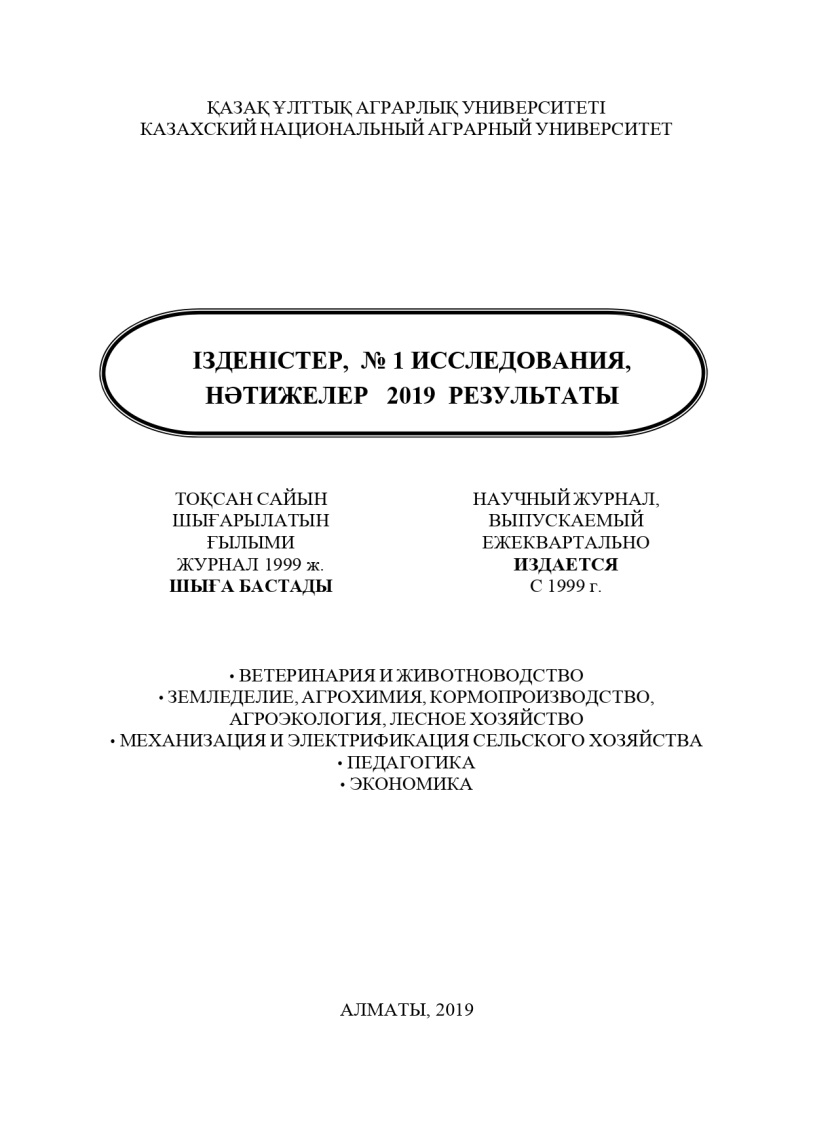 ҚАЗАҚ ҰЛТТЫҚ АГРАРЛЫҚ УНИВЕРСИТЕТІ
КАЗАХСКИЙ НАЦИОНАЛЬНЫЙ АГРАРНЫЙ УНИВЕРСИТЕТ
ІЗДЕНІСТЕР, № 1 ИССЛЕДОВАНИЯ,
НӘТИЖЕЛЕР 2019 РЕЗУЛЬТАТЫ
ТОҚСАН САЙЫН
ШЫҒАРЫЛАТЫН
ҒЫЛЫМИ
ЖУРНАЛ 1999 ж.
ШЫҒА БАСТАДЫ
НАУЧНЫЙ ЖУРНАЛ,
ВЫПУСКАЕМЫЙ
ЕЖЕКВАРТАЛЬНО
ИЗДАЕТСЯ
С 1999 г.
• ВЕТЕРИНАРИЯ И ЖИВОТНОВОДСТВО
• ЗЕМЛЕДЕЛИЕ, АГРОХИМИЯ, КОРМОПРОИЗВОДСТВО,
АГРОЭКОЛОГИЯ, ЛЕСНОЕ ХОЗЯЙСТВО
• МЕХАНИЗАЦИЯ И ЭЛЕКТРИФИКАЦИЯ СЕЛЬСКОГО ХОЗЯЙСТВА
• ПЕДАГОГИКА
• ЭКОНОМИКА
АЛМАТЫ, 2019